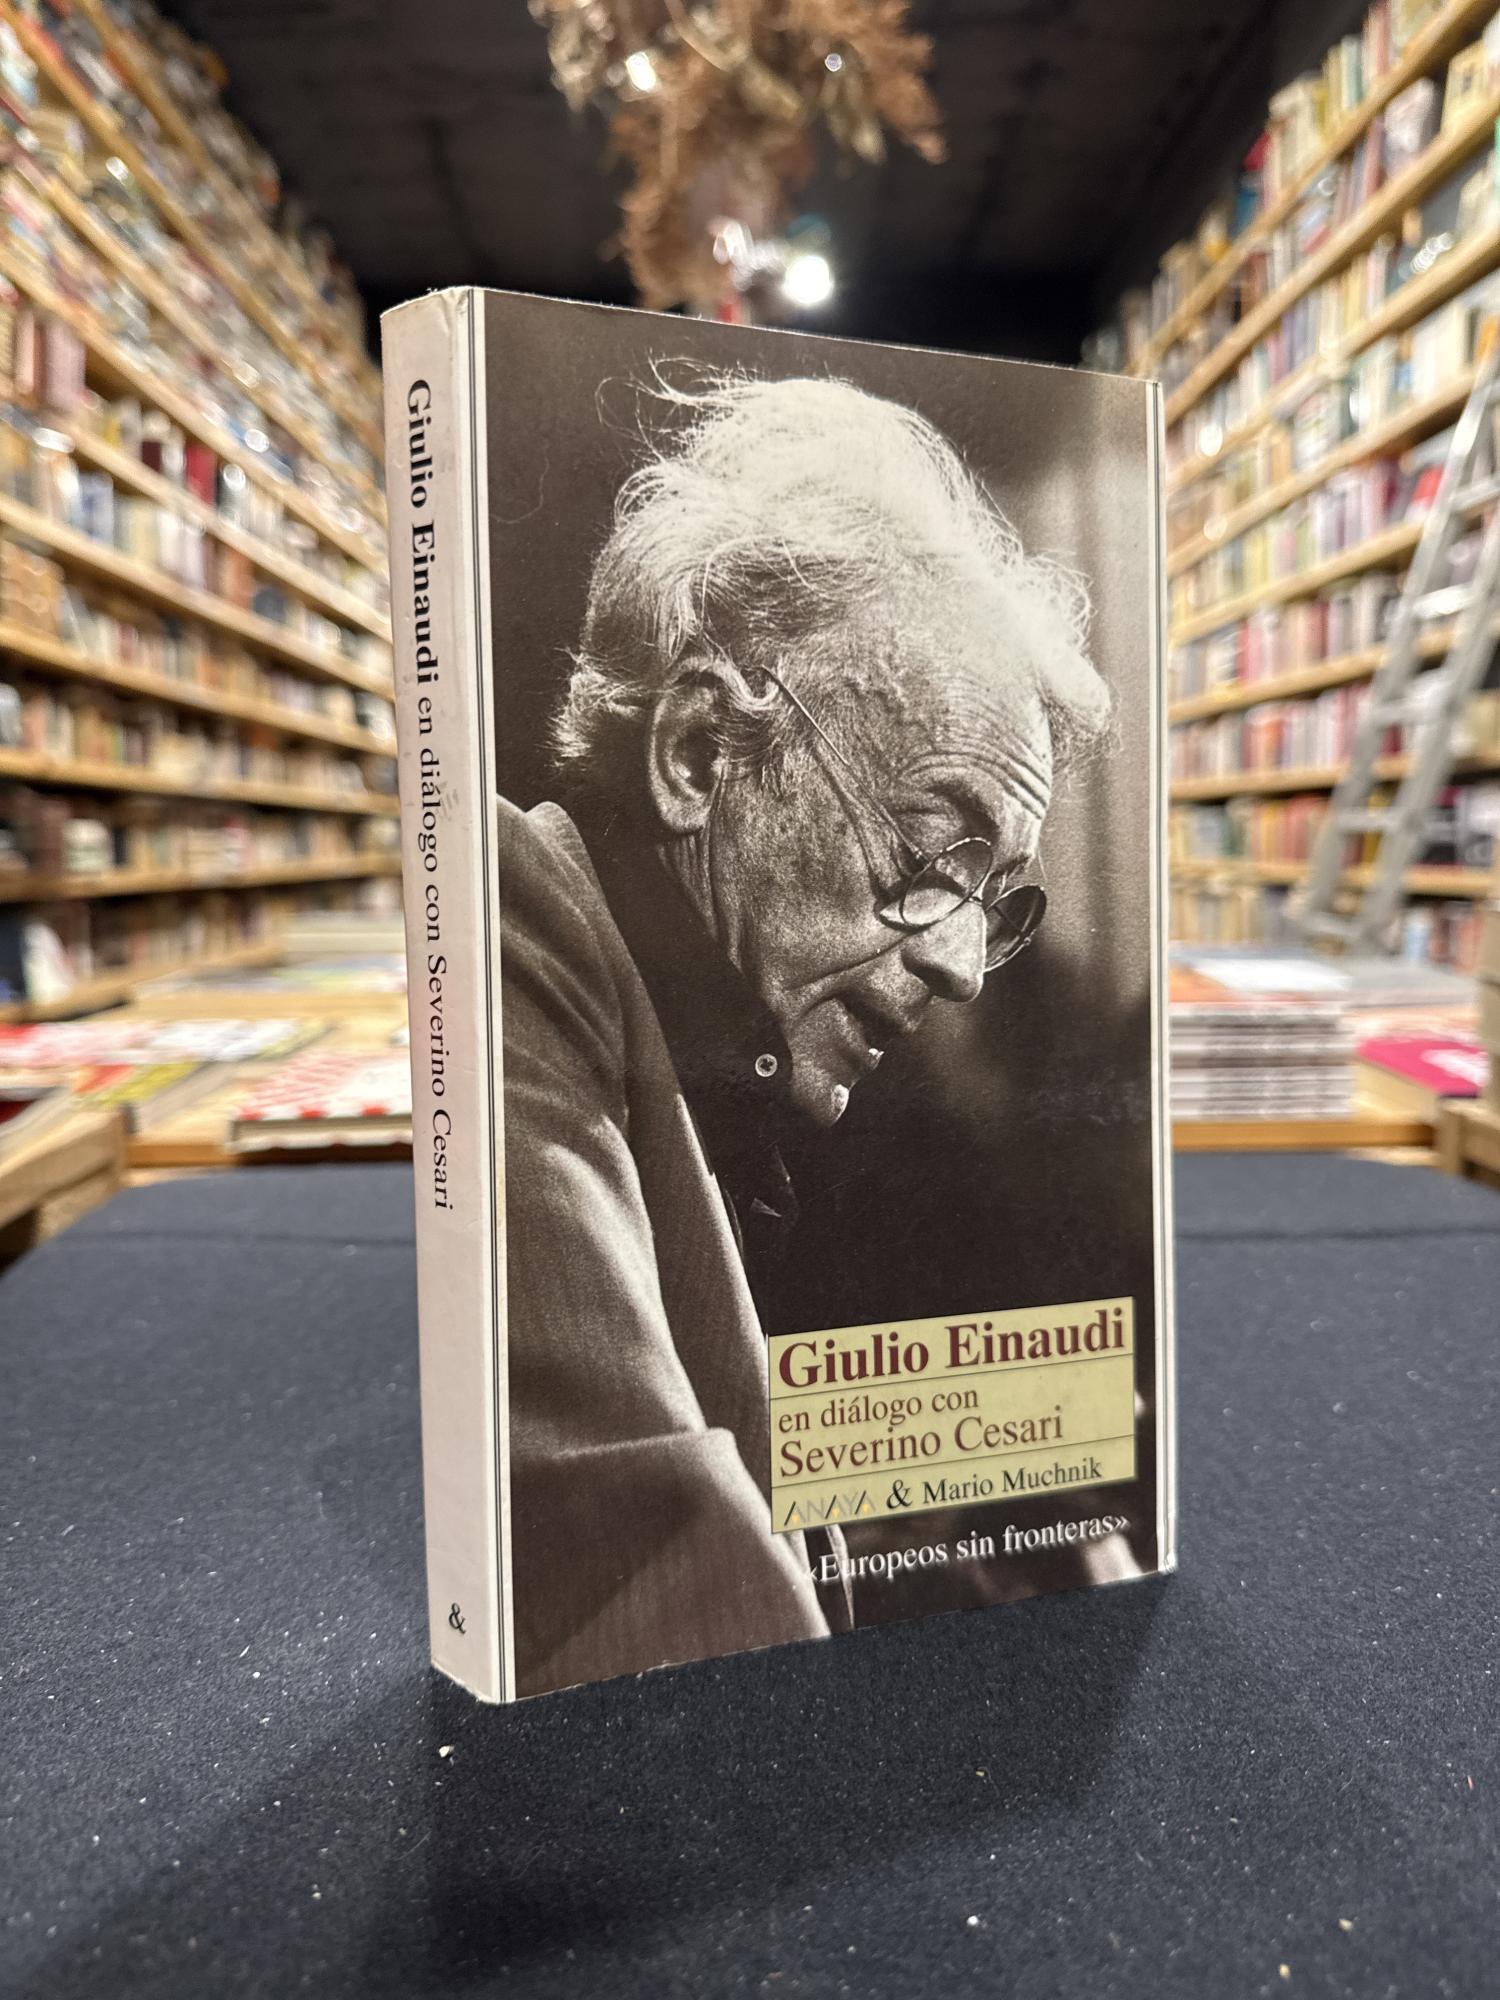 Giulio Einaudi en diálogo con Severino Cesari
&
Giulio Einaudi
en diálogo con
Severino Cesari
ANAYA & Mario Muchnik
«Europeos sin fronteras»